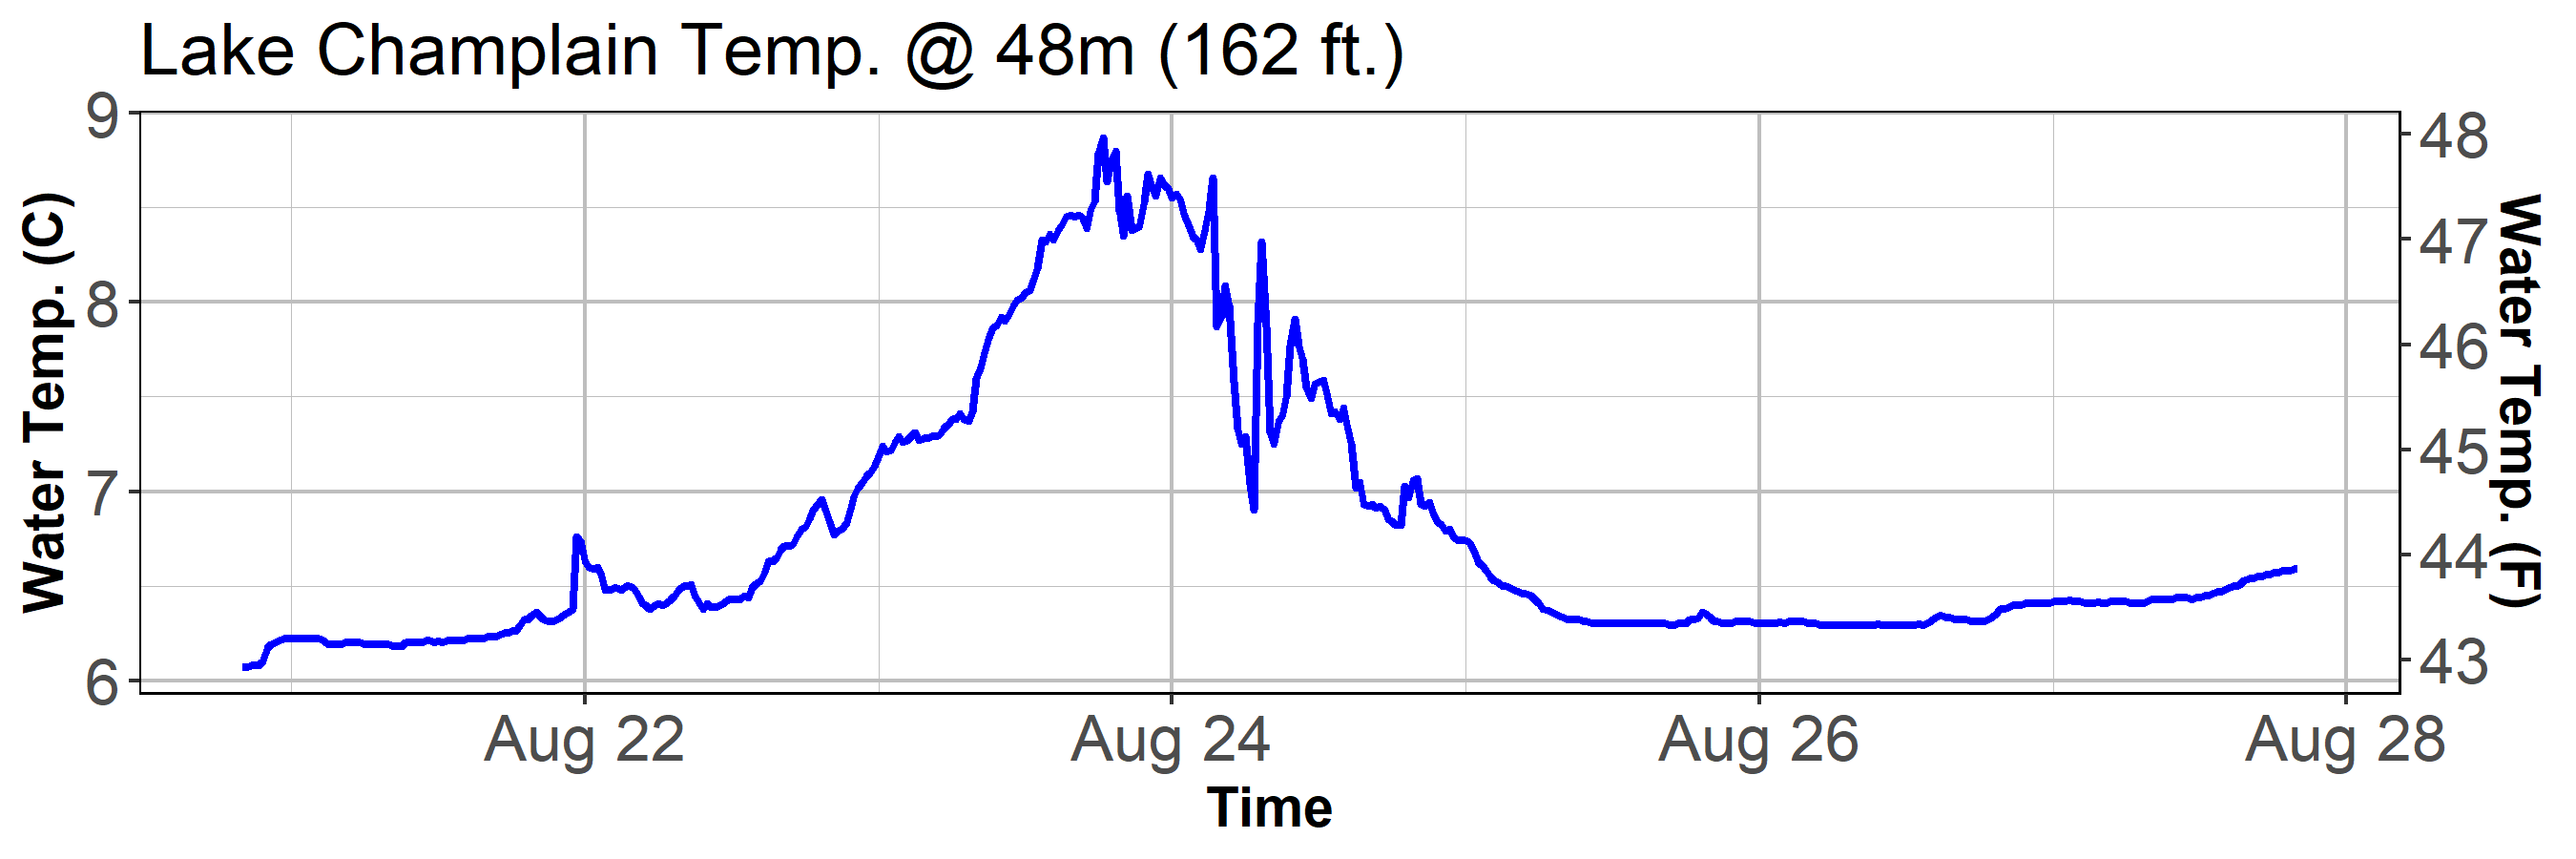 Lake Champlain Temp. @ 48m (162 ft.)
Water Temp. (C)
9
8
7
6
48
47
46
45
44
43
Water Temp. (F)
Aug 22 Aug 24 Aug 26 Aug 28
Time